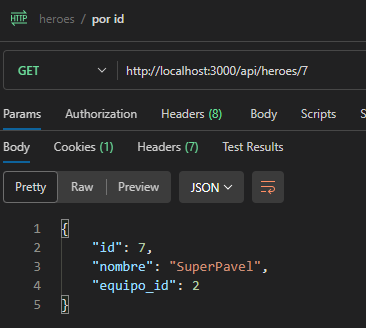 HTTP heroes / por id
GET http://localhost:3000/api/heroes/7
Params Authorization Headers (8) Body Scripts S
Body Cookies (1) Headers (7) Test Results
Pretty Raw Preview JSON
1 {
2 "id": 7,
3 "nombre": "SuperPavel",
4 "equipo_id": 2
5 }